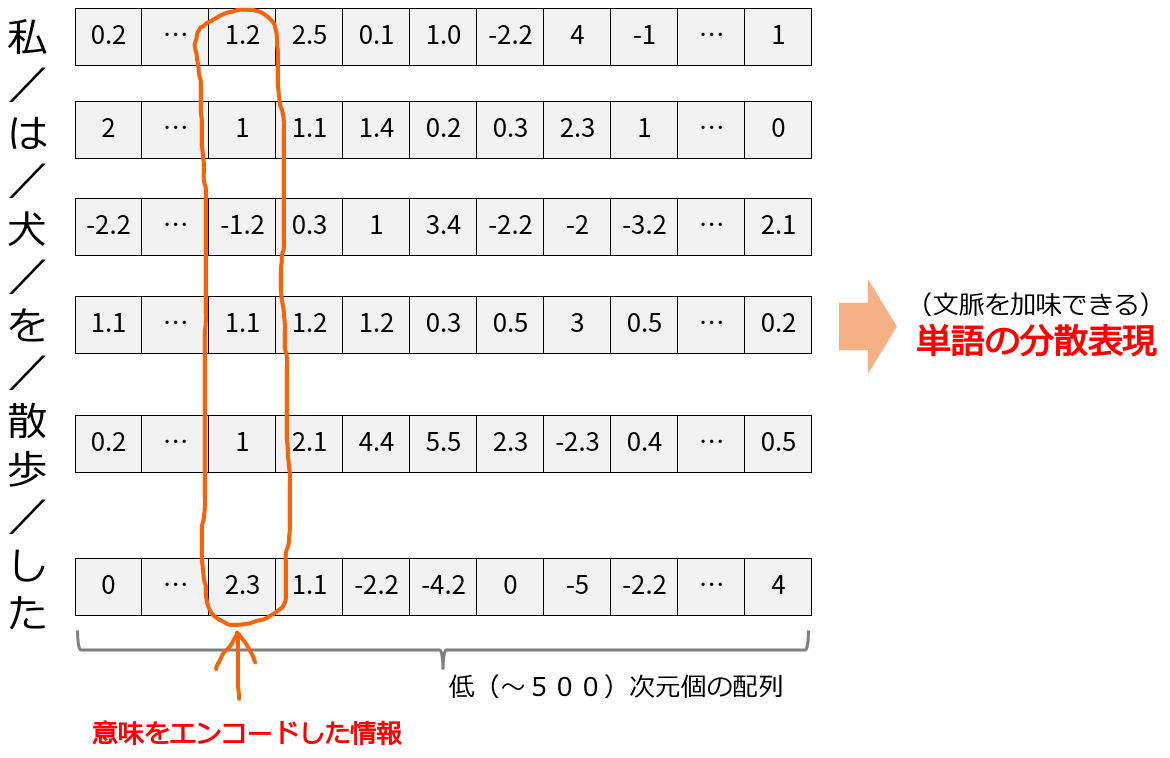 私／は／犬／を／散歩／した
0.2 … 1.2 2.5 0.1 1.0 -2.2 4 -1 … 1
2 … 1 1.1 1.4 0.2 0.3 2.3 1 … 0
-2.2 … -1.2 0.3 1 3.4 -2.2 -2 -3.2 … 2.1
1.1 … 1.1 1.2 1.2 0.3 0.5 3 0.5 … 0.2
0.2 … 1 2.1 4.4 5.5 2.3 -2.3 0.4 … 0.5
0 … 2.3 1.1 -2.2 -4.2 0 -5 -2.2 … 4
（文脈を加味できる）
単語の分散表現
低（～５００）次元個の配列
意味をエンコードした情報